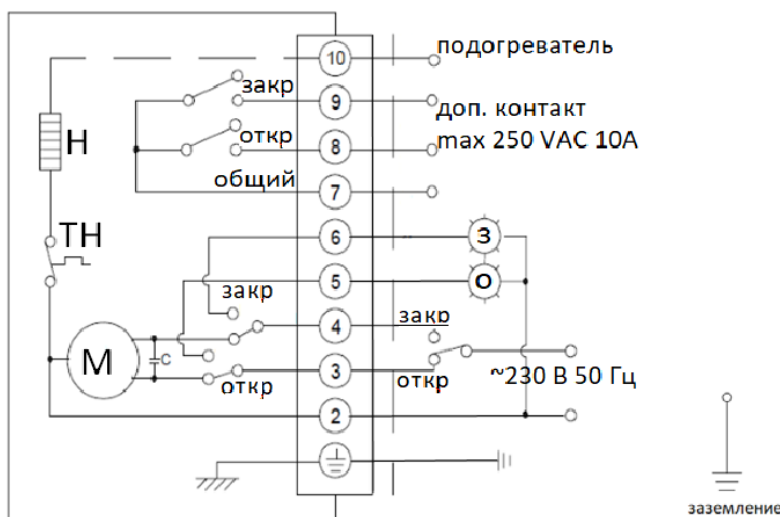 10 подогреватель
закр 9 доп. контакт
H откр 8 max 250 VAC 10A
общий 7
TH 6 З
закр 5 О
4 закр
M C откр 3 откр ~230 В 50 Гц
2
заземление